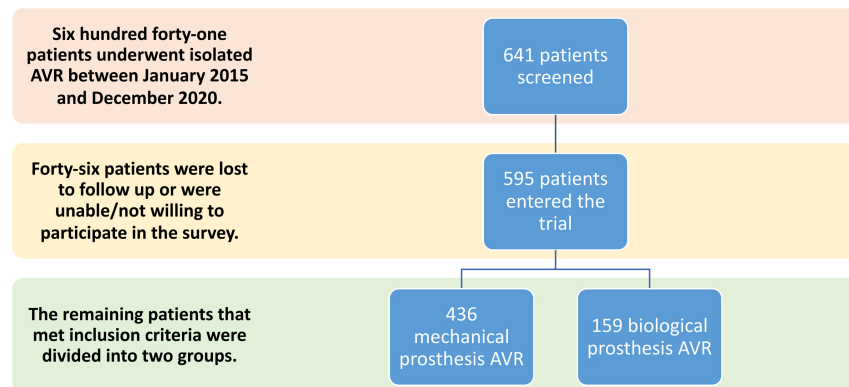 Six hundred forty-one
patients underwent isolated
AVR between January 2015
and December 2020.
641 patients
screened
Forty-six patients were lost
to follow up or were
unable/not willing to
participate in the survey.
595 patients
entered the
trial
The remaining patients that
met inclusion criteria were
divided into two groups.
436
mechanical
prosthesis AVR
159 biological
prosthesis AVR